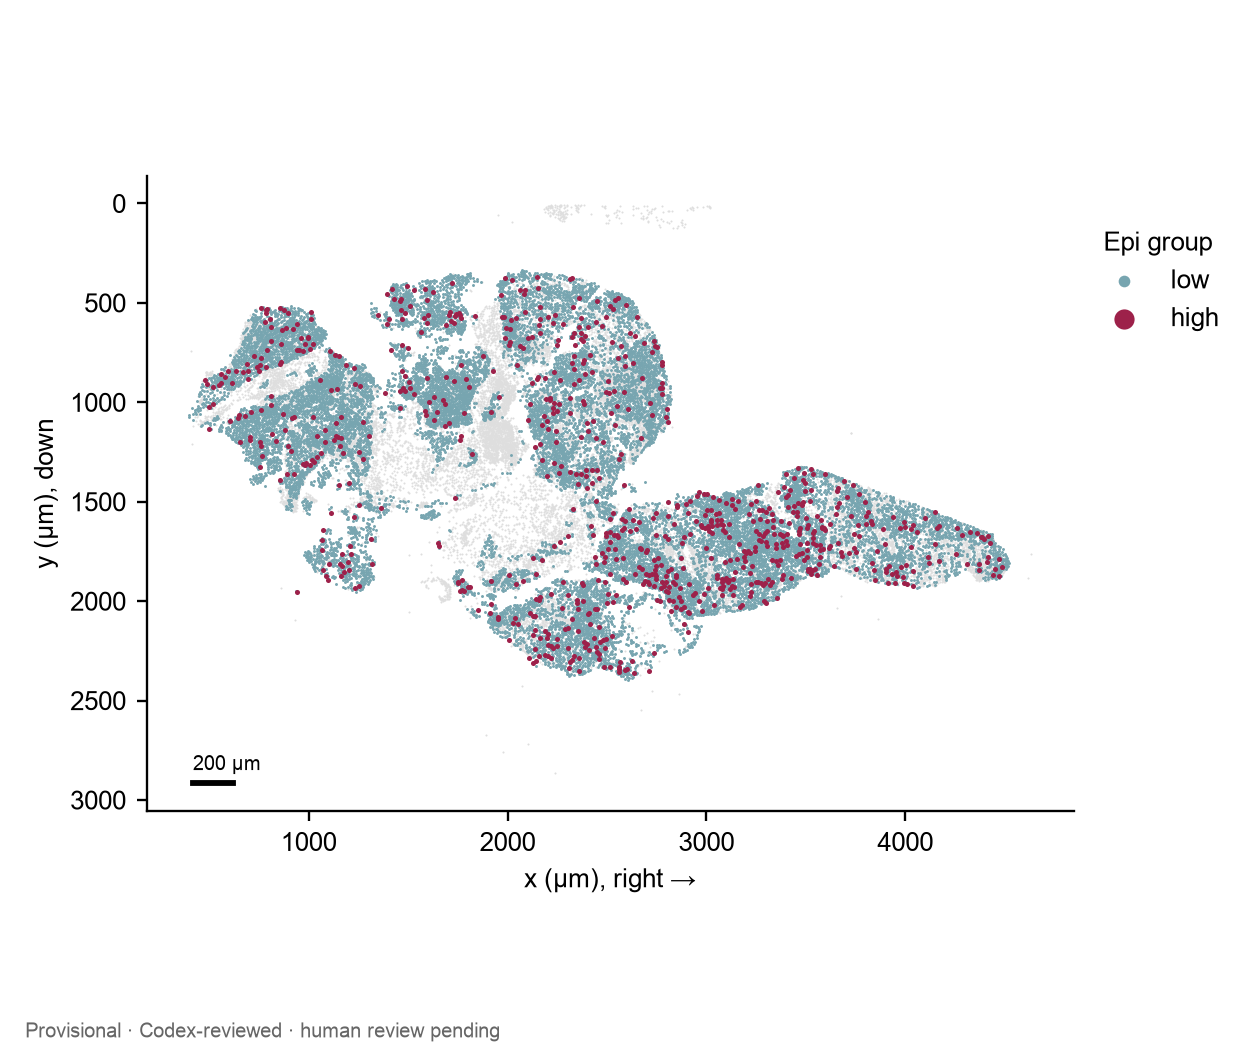 0
500
1000
1500
2000
2500
3000
y (µm), down
200 µm
1000
2000
3000
4000
x (µm), right →
Epi group
low
high
Provisional · Codex-reviewed · human review pending